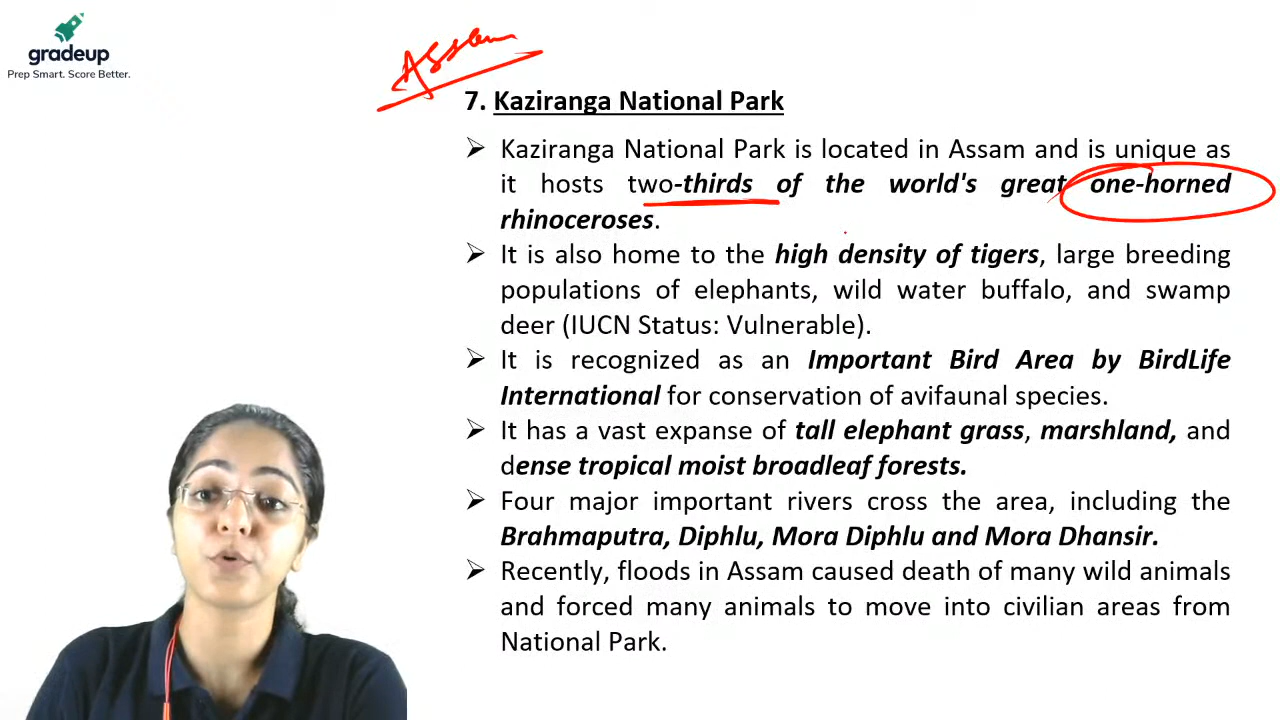 gradeup
Prep Smart. Score Better.
Assam
7. Kaziranga National Park
➢ Kaziranga National Park is located in Assam and is unique as
it hosts two-thirds of the world's great one-horned
rhinoceroses.
➢ It is also home to the high density of tigers, large breeding
populations of elephants, wild water buffalo, and swamp
deer (IUCN Status: Vulnerable).
➢ It is recognized as an Important Bird Area by BirdLife
International for conservation of avifaunal species.
➢ It has a vast expanse of tall elephant grass, marshland, and
dense tropical moist broadleaf forests.
➢ Four major important rivers cross the area, including the
Brahmaputra, Diphlu, Mora Diphlu and Mora Dhansir.
➢ Recently, floods in Assam caused death of many wild animals
and forced many animals to move into civilian areas from
National Park.